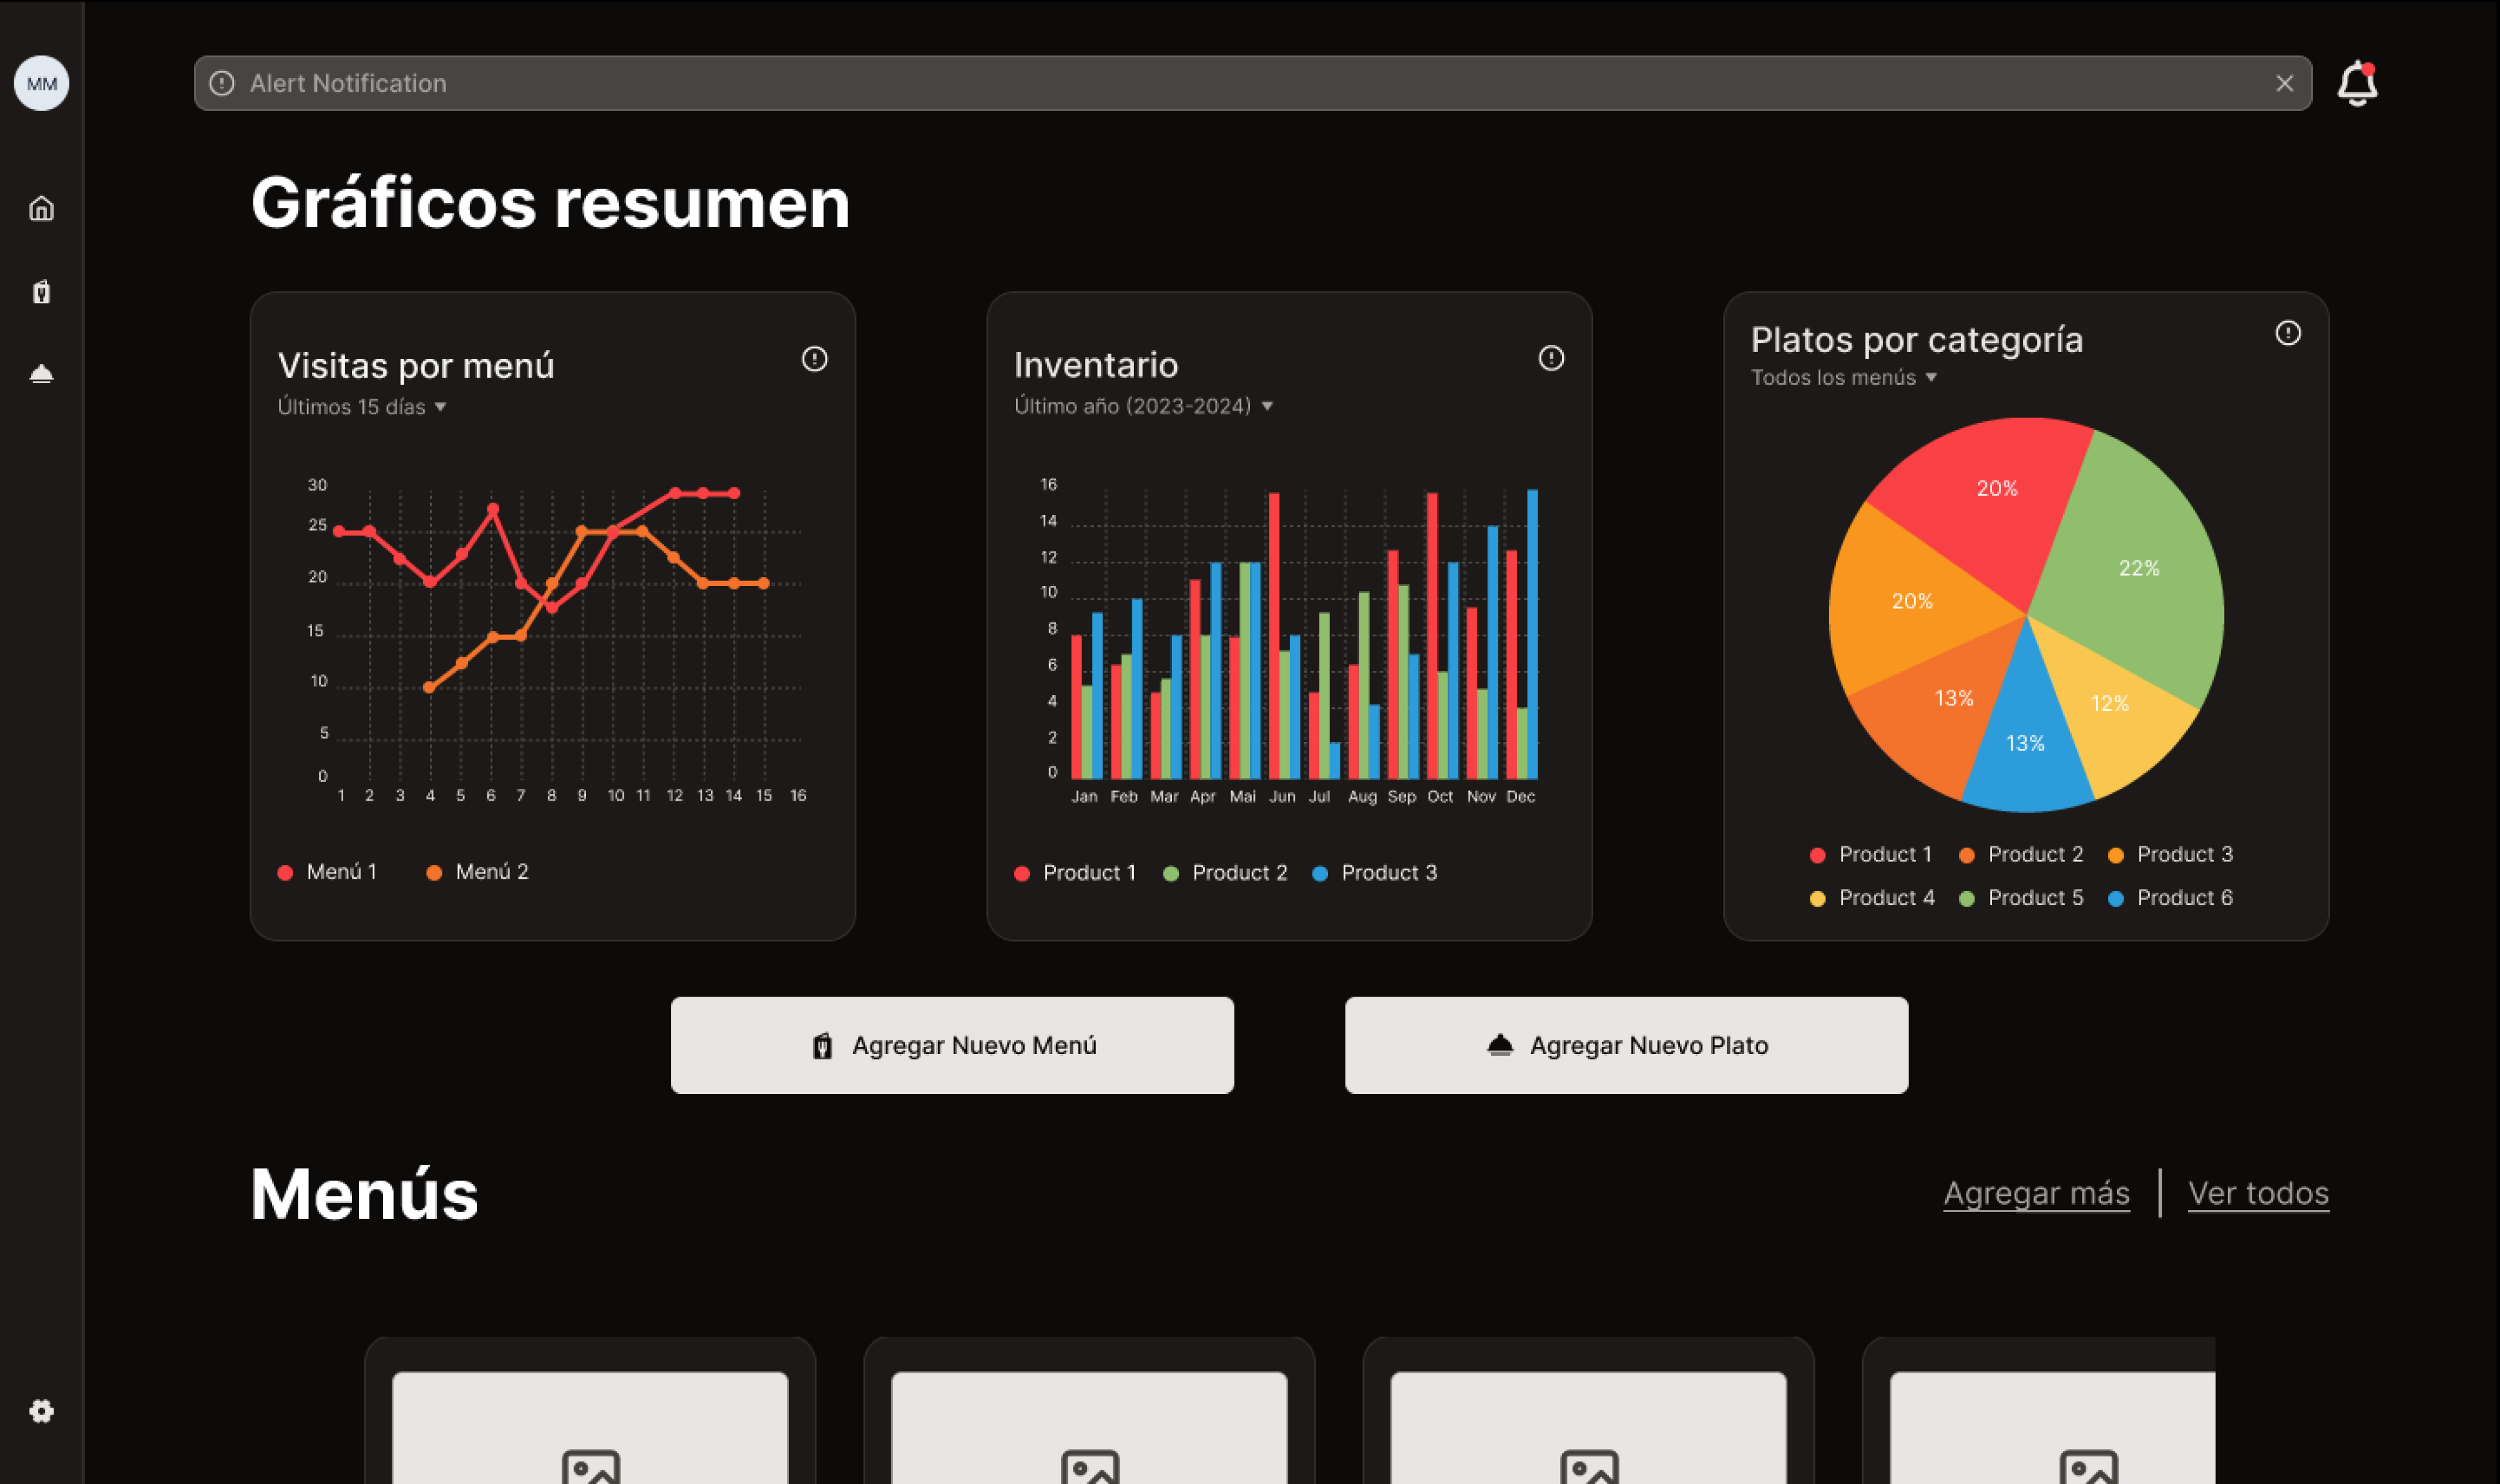 MM
Alert Notification
Gráficos resumen
Visitas por menú
Últimos 15 días
30
25
20
15
10
5
0
1 2 3 4 5 6 7 8 9 10 11 12 13 14 15 16
Menú 1 Menú 2
Inventario
Último año (2023-2024)
16
14
12
10
8
6
4
2
0
Jan Feb Mar Apr Mai Jun Jul Aug Sep Oct Nov Dec
Product 1 Product 2 Product 3
Platos por categoría
Todos los menús
20%
22%
20%
13%
12%
13%
Product 1 Product 2 Product 3
Product 4 Product 5 Product 6
Agregar Nuevo Menú
Agregar Nuevo Plato
Menús
Agregar más
Ver todos